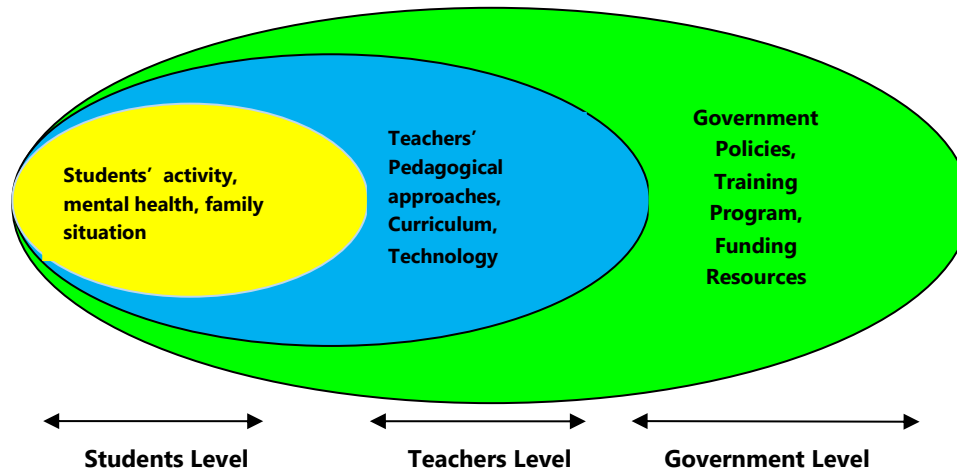 Students' activity,
mental health, family
situation
Teachers'
Pedagogical
approaches,
Curriculum,
Technology
Government
Policies,
Training
Program,
Funding
Resources
Students Level
Teachers Level
Government Level